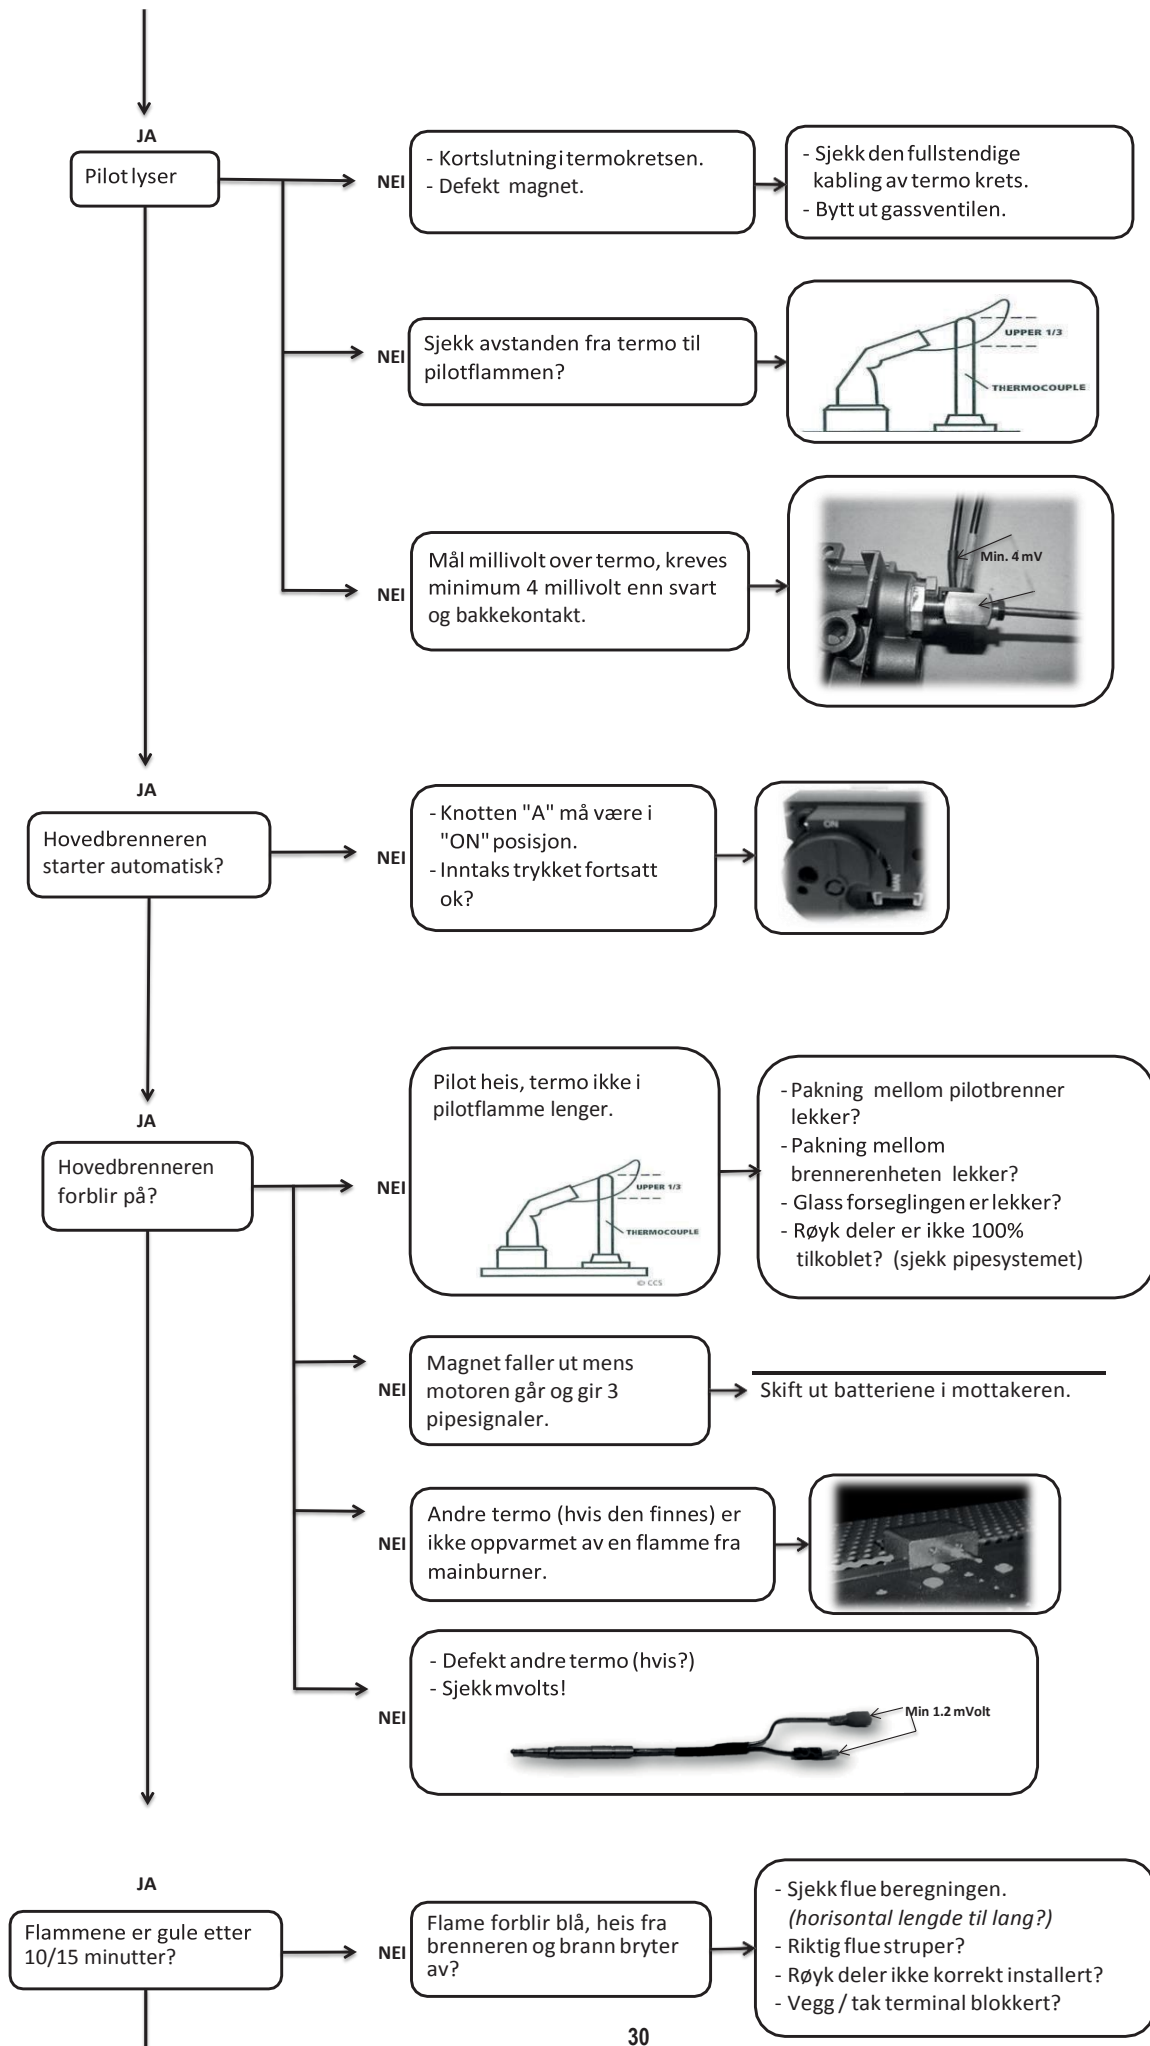 JA
Pilot lyser
NEI
- Kortslutning i termokretsen.
- Defekt magnet.
- Sjekk den fullstendige
kabling av termo krets.
- Bytt ut gassventilen.
NEI
Sjekk avstanden fra termo til
pilotflammen?
UPPER 1/3
THERMOCOUPLE
NEI
Mål millivolt over termo, kreves
minimum 4 millivolt enn svart
og bakkekontakt.
Min. 4 mV
JA
Hovedbrenneren
starter automatisk?
NEI
- Knotten "A" må være i
"ON" posisjon.
- Inntaks trykket fortsatt
ok?
ON
MAN
JA
Hovedbrenneren
forblir på?
NEI
Pilot heis, termo ikke i
pilotflamme lenger.
UPPER 1/3
THERMOCOUPLE
© CCS
- Pakning mellom pilotbrenner
lekker?
- Pakning mellom
brennerenheten lekker?
- Glass forseglingen er lekker?
- Røyk deler er ikke 100%
tilkoblet? (sjekk pipesystemet)
NEI
Magnet faller ut mens
motoren går og gir 3
pipesignaler.
Skift ut batteriene i mottakeren.
NEI
Andre termo (hvis den finnes) er
ikke oppvarmet av en flamme fra
mainburner.
NEI
- Defekt andre termo (hvis?)
- Sjekk mvolts!
Min 1.2 mVolt
JA
Flammene er gule etter
10/15 minutter?
NEI
Flame forblir blå, heis fra
brenneren og brann bryter
av?
- Sjekk flue beregningen.
(horisontal lengde til lang?)
- Riktig flue struper?
- Røyk deler ikke korrekt installert?
- Vegg / tak terminal blokkert?
30